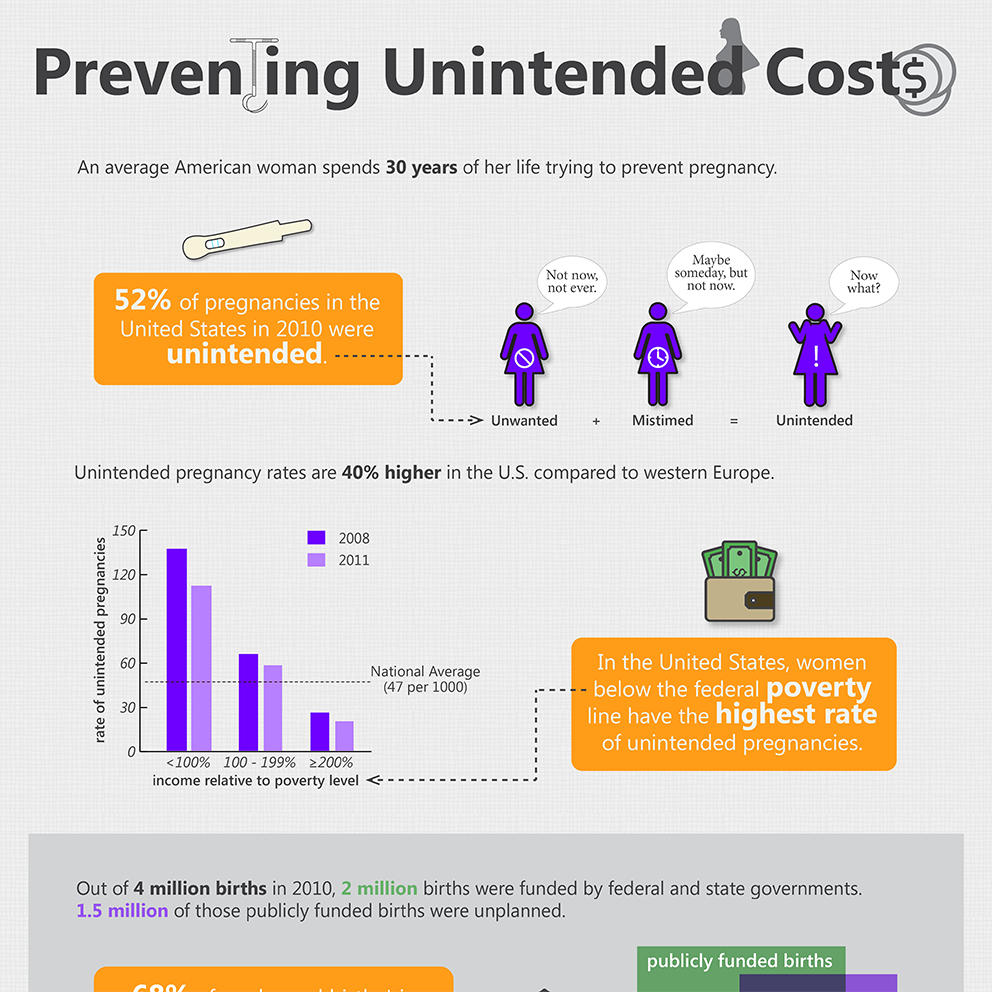 Preventing Unintended Cost$
An average American woman spends 30 years of her life trying to prevent pregnancy.
52% of pregnancies in the
United States in 2010 were
unintended.
Not now,
not ever.
Maybe
someday, but
not now.
Now
what?
!
Unwanted + Mistimed = Unintended
Unintended pregnancy rates are 40% higher in the U.S. compared to western Europe.
rate of unintended pregnancies
150
120
90
60
30
0
2008
2011
National Average
(47 per 1000)
<100% 100 - 199% ≥200%
income relative to poverty level
$
In the United States, women
below the federal poverty
line have the highest rate
of unintended pregnancies.
Out of 4 million births in 2010, 2 million births were funded by federal and state governments.
1.5 million of those publicly funded births were unplanned.
publicly funded births
68%